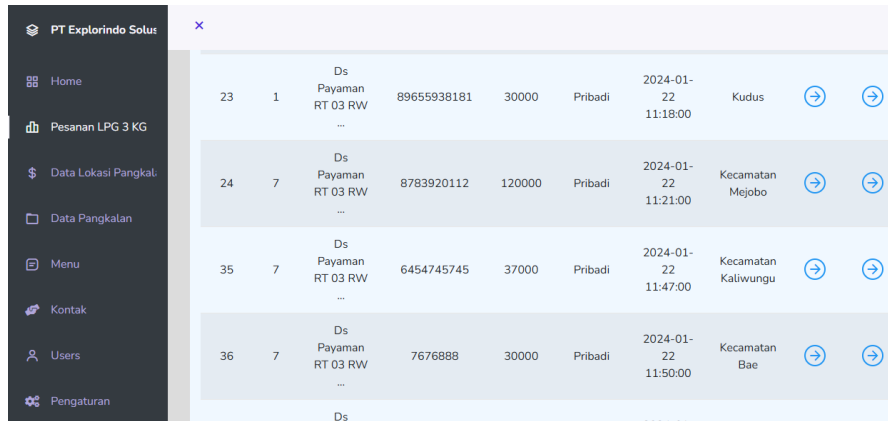 PT Explorindo Solus
×
Home
Pesanan LPG 3 KG
Data Lokasi Pangkal
Data Pangkalan
Menu
Kontak
Users
Pengaturan
23 1 Ds Payaman RT 03 RW ... 89655938181 30000 Pribadi 2024-01-22 11:18:00 Kudus
24 7 Ds Payaman RT 03 RW ... 8783920112 120000 Pribadi 2024-01-22 11:21:00 Kecamatan Mejobo
35 7 Ds Payaman RT 03 RW ... 6454745745 37000 Pribadi 2024-01-22 11:47:00 Kecamatan Kaliwungu
36 7 Ds Payaman RT 03 RW ... 7676888 30000 Pribadi 2024-01-22 11:50:00 Kecamatan Bae
Ds